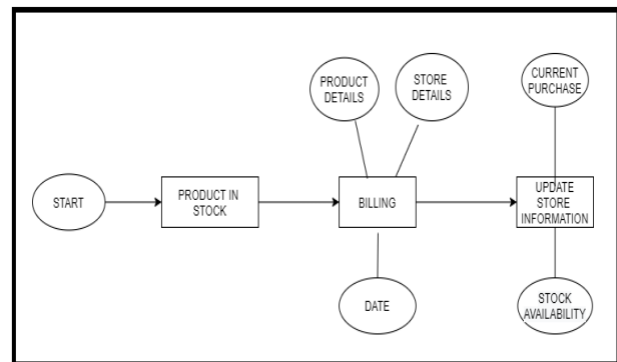 PRODUCT
DETAILS
STORE
DETAILS
CURRENT
PURCHASE
START
PRODUCT IN
STOCK
BILLING
UPDATE
STORE
INFORMATION
DATE
STOCK
AVAILABILITY